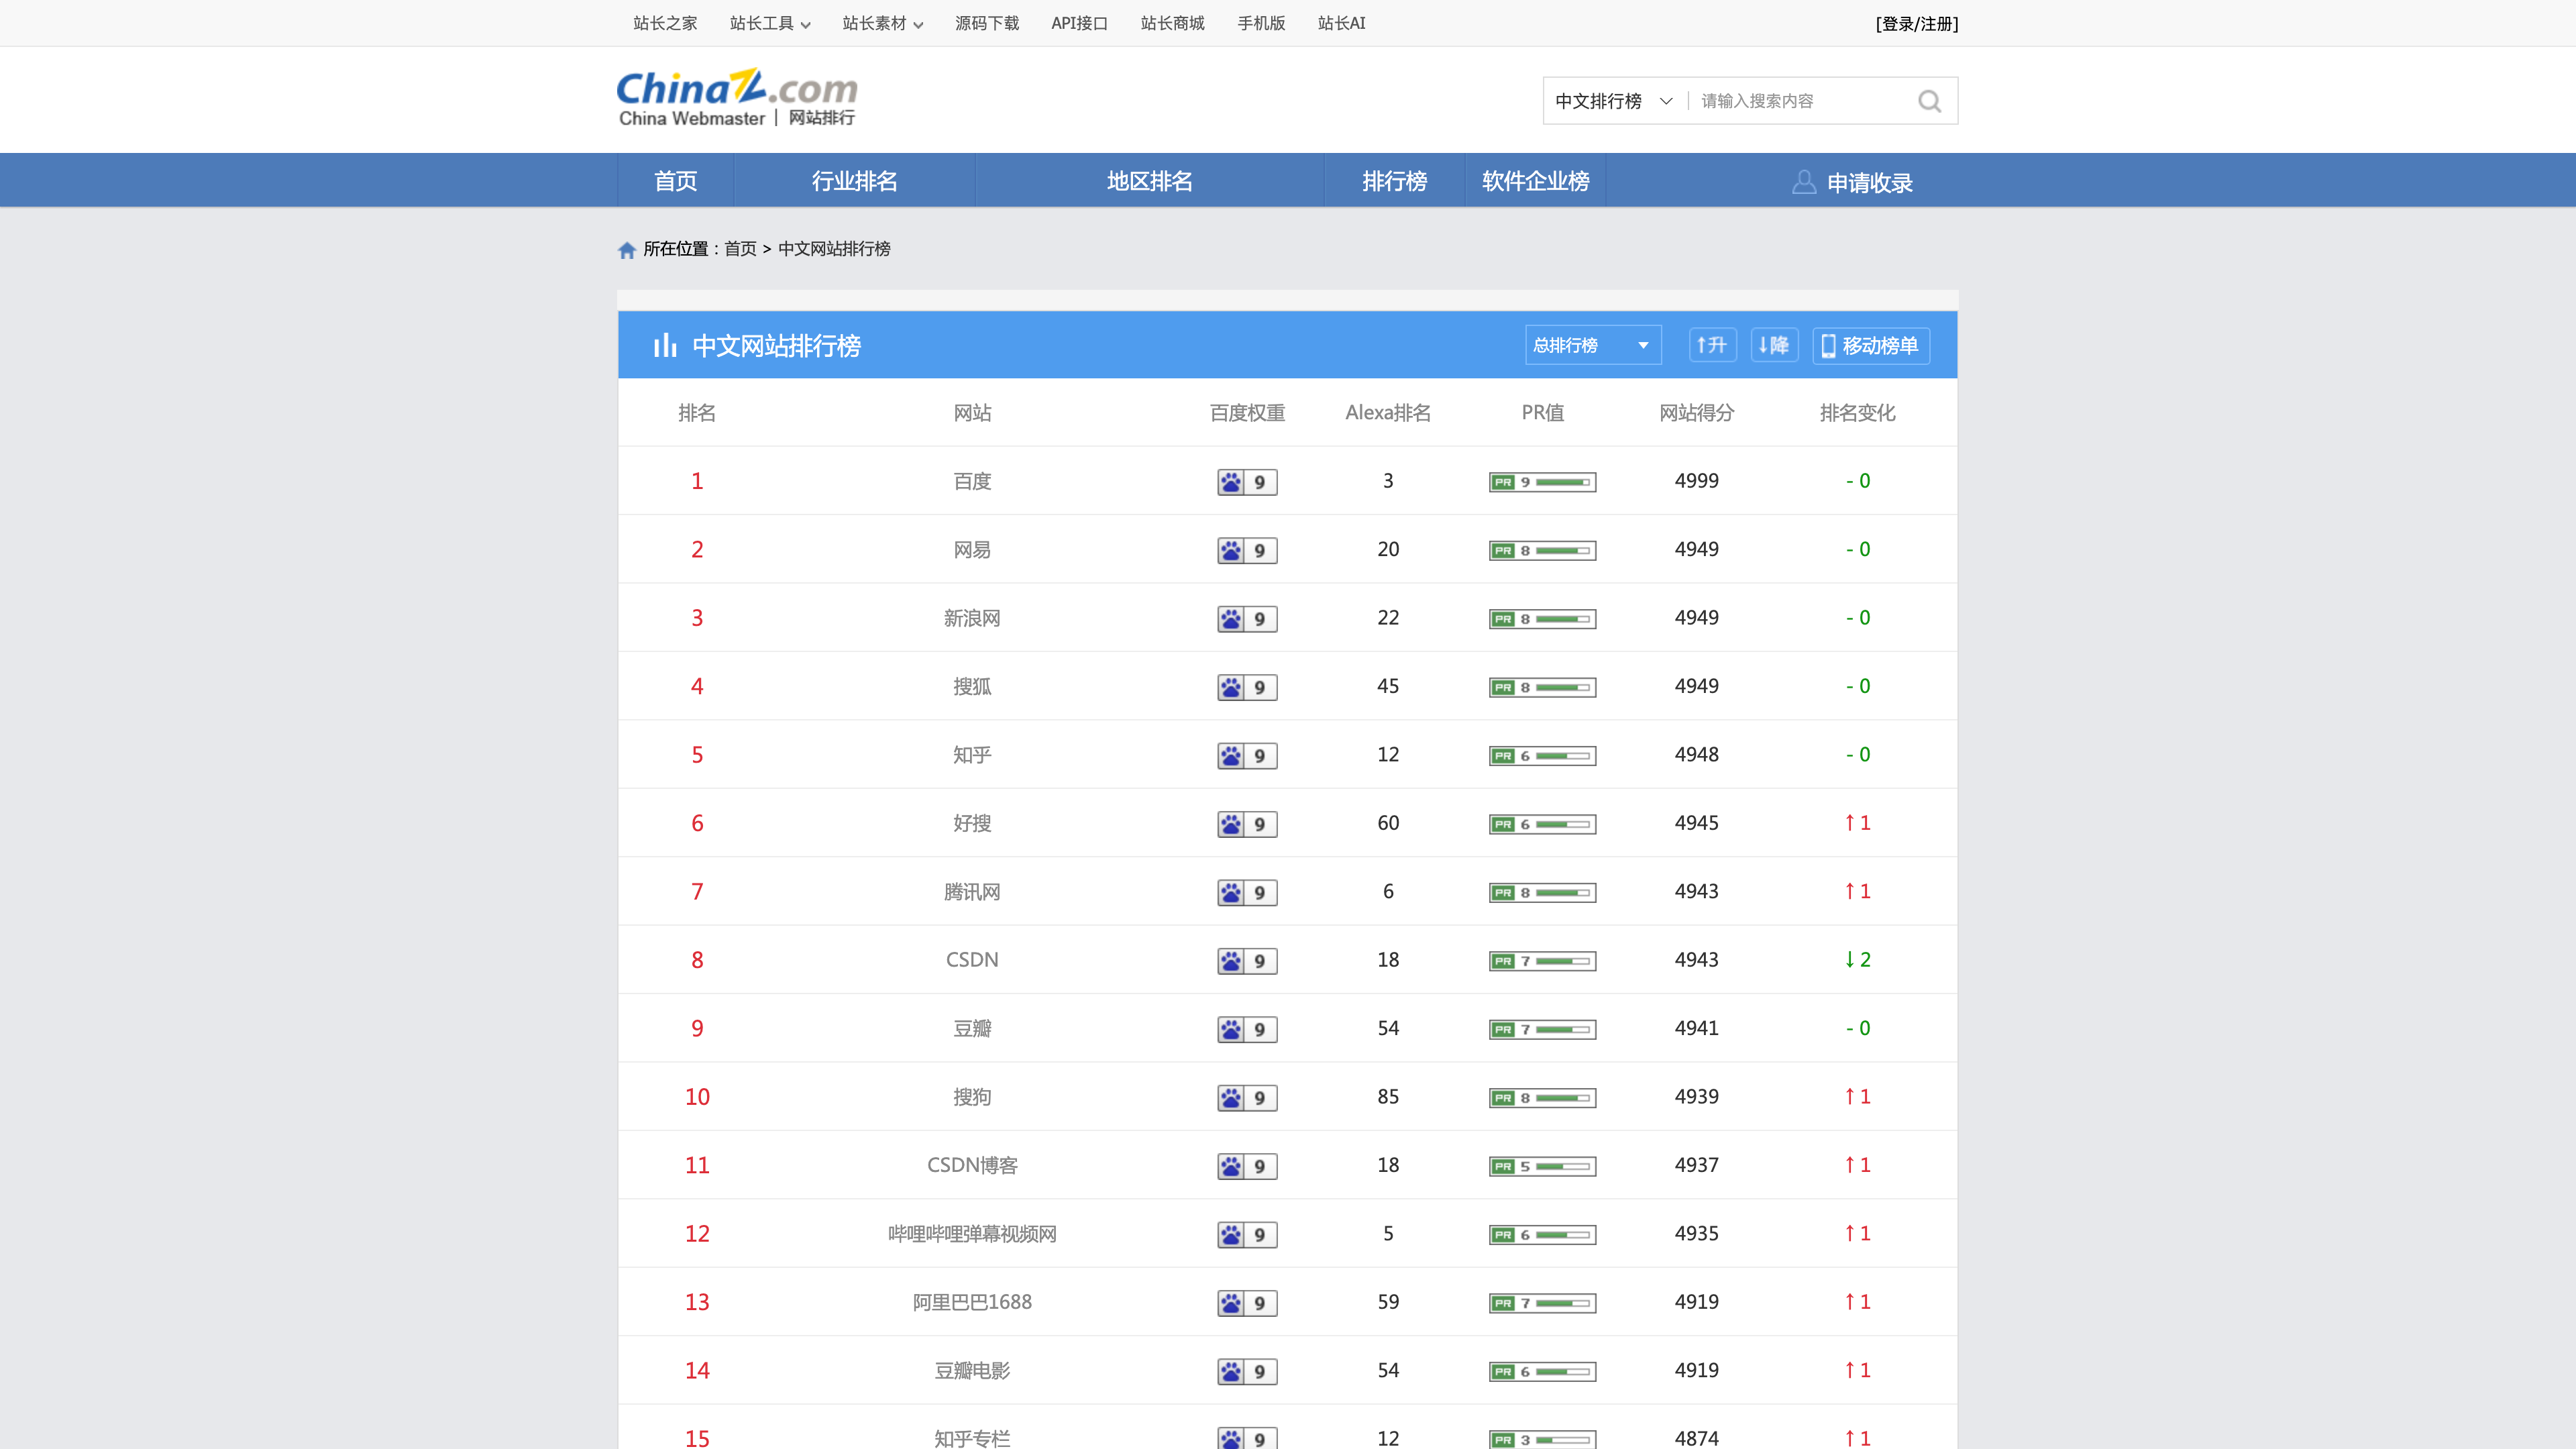 站长之家 站长工具 站长素材 源码下载 API接口 站长商城 手机版 站长AI [登录/注册]
ChinaZ.com
China Webmaster | 网站排行
中文排行榜 请输入搜索内容
首页 行业排名 地区排名 排行榜 软件企业榜 申请收录
所在位置：首页 > 中文网站排行榜
中文网站排行榜 总排行榜 ↑升 ↓降 移动榜单
排名 网站 百度权重 Alexa排名 PR值 网站得分 排名变化
1 百度 9 3 PR 9 4999 - 0
2 网易 9 20 PR 8 4949 - 0
3 新浪网 9 22 PR 8 4949 - 0
4 搜狐 9 45 PR 8 4949 - 0
5 知乎 9 12 PR 6 4948 - 0
6 好搜 9 60 PR 6 4945 ↑1
7 腾讯网 9 6 PR 8 4943 ↑1
8 CSDN 9 18 PR 7 4943 ↓2
9 豆瓣 9 54 PR 7 4941 - 0
10 搜狗 9 85 PR 8 4939 ↑1
11 CSDN博客 9 18 PR 5 4937 ↑1
12 哔哩哔哩弹幕视频网 9 5 PR 6 4935 ↑1
13 阿里巴巴1688 9 59 PR 7 4919 ↑1
14 豆瓣电影 9 54 PR 6 4919 ↑1
15 知乎专栏 9 12 PR 3 4874 ↑1